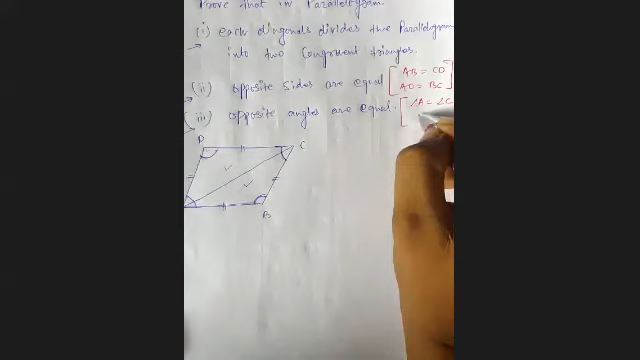 Prove that in Parallelogram.
(i) each diagonals divides the Parallelogram
into two Congruent triangles.
(ii) opposite sides are equal [AB = CD
AD = BC]
(iii) opposite angles are equal. [∠A = ∠C
D
C
B